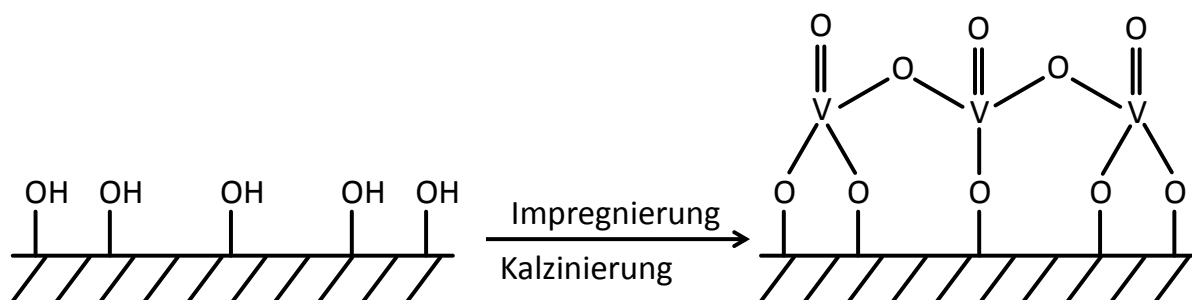 O O O
O O
V V V
OH OH OH OH OH
O O O O O
Impregnierung
Kalzinierung